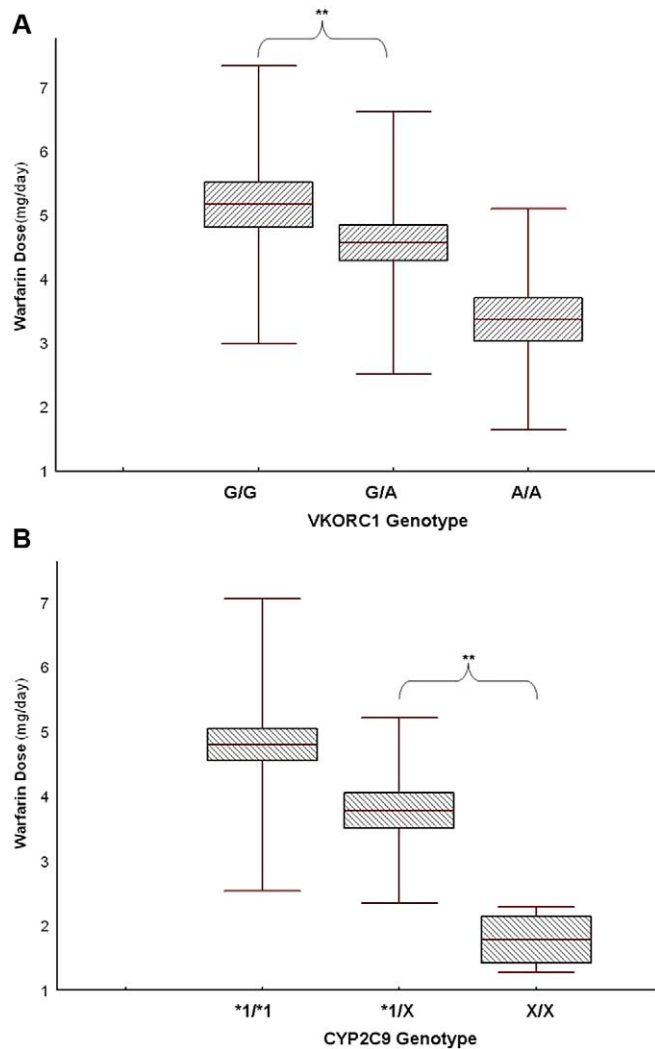 A
**
Warfarin Dose(mg/day)
7
6
5
4
3
2
1
G/G G/A A/A
VKORC1 Genotype
B
**
Warfarin Dose (mg/day)
7
6
5
4
3
2
1
*1/*1 *1/X X/X
CYP2C9 Genotype